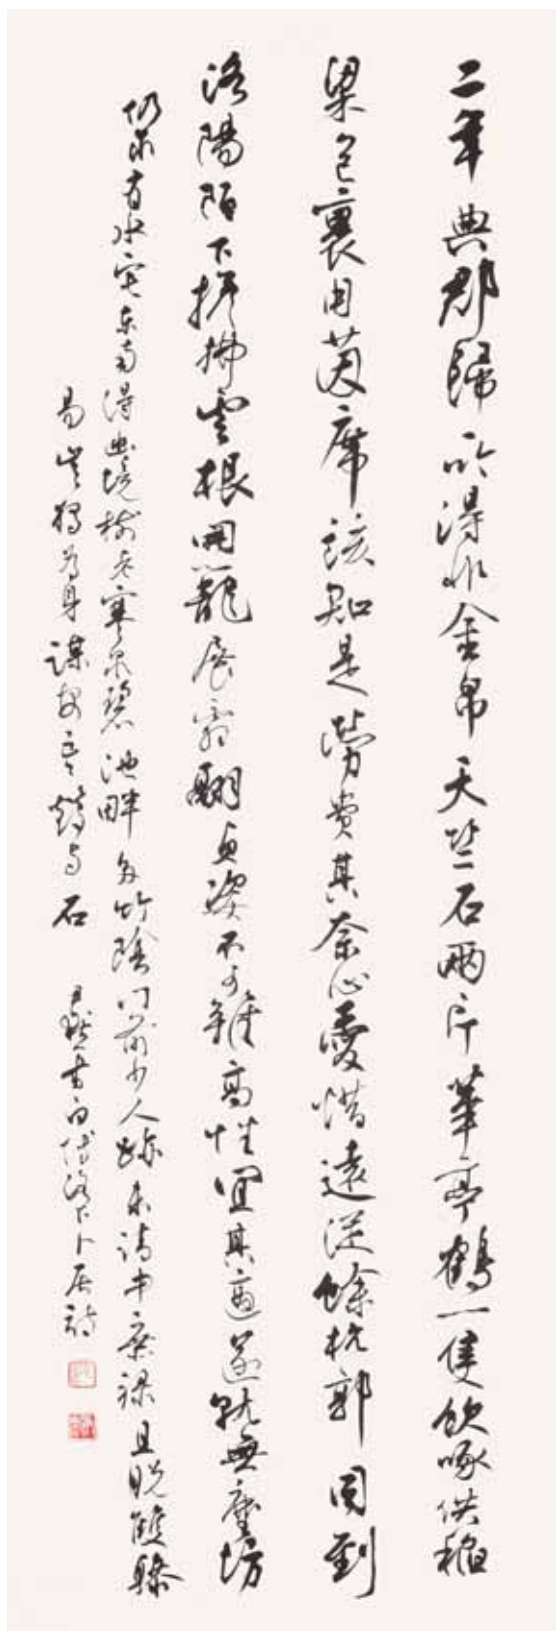 三年典郡歸所得非金帛天竺石兩片華亭鶴一隻飲啄供稻
粱包裹用茵席誠知是勞費其奈心愛惜遠從餘杭郭同到
洛陽陌下擔拂雲根開籠展霜翮貞姿不可雜高性宜其適遂就無塵坊
仍求有水宅東南得幽境樹老寒泉碧池畔多竹陰門前少人跡未請中庶祿且脫雙驂
易豈獨為身謀安吾鶴與石 書白傅洛下卜居詩